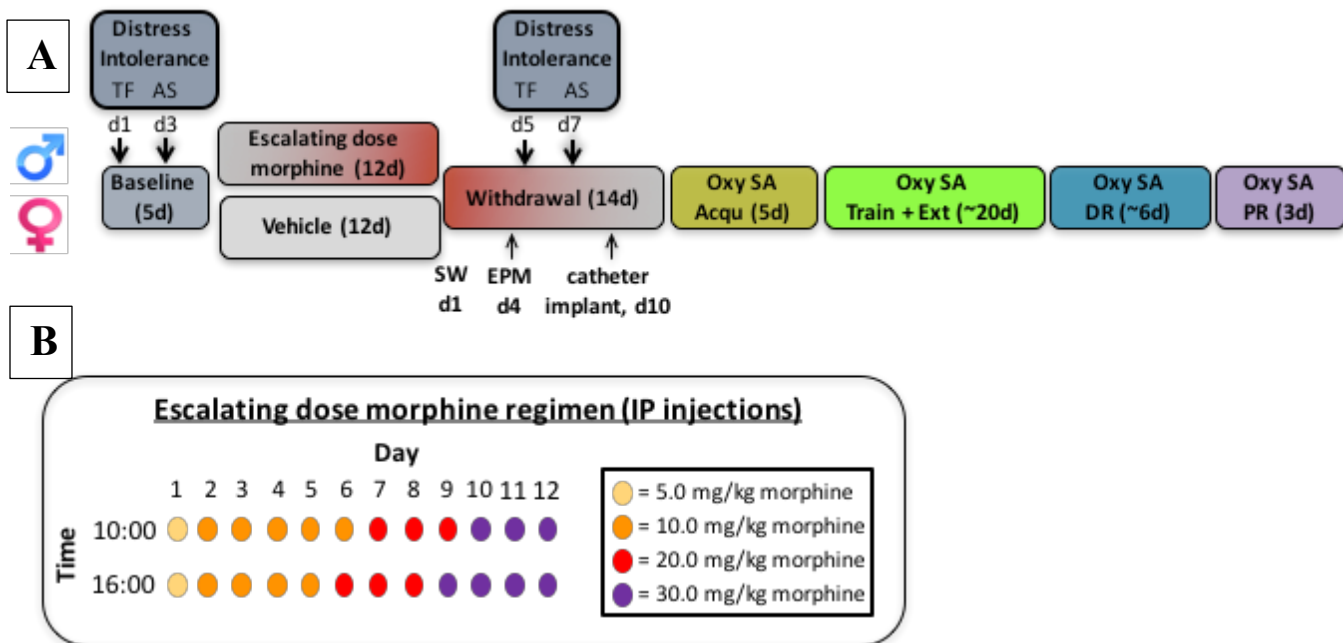 A
Distress
Intolerance
TF AS
d1 d3
Distress
Intolerance
TF AS
d5 d7
Baseline
(5d)
Escalating dose
morphine (12d)
Vehicle (12d)
Withdrawal (14d)
Oxy SA
Acqu (5d)
Oxy SA
Train + Ext (~20d)
Oxy SA
DR (~6d)
Oxy SA
PR (3d)
SW
d1
EPM
d4
catheter
implant, d10
B
Escalating dose morphine regimen (IP injections)
Day
1 2 3 4 5 6 7 8 9 10 11 12
Time
10:00
16:00
= 5.0 mg/kg morphine
= 10.0 mg/kg morphine
= 20.0 mg/kg morphine
= 30.0 mg/kg morphine